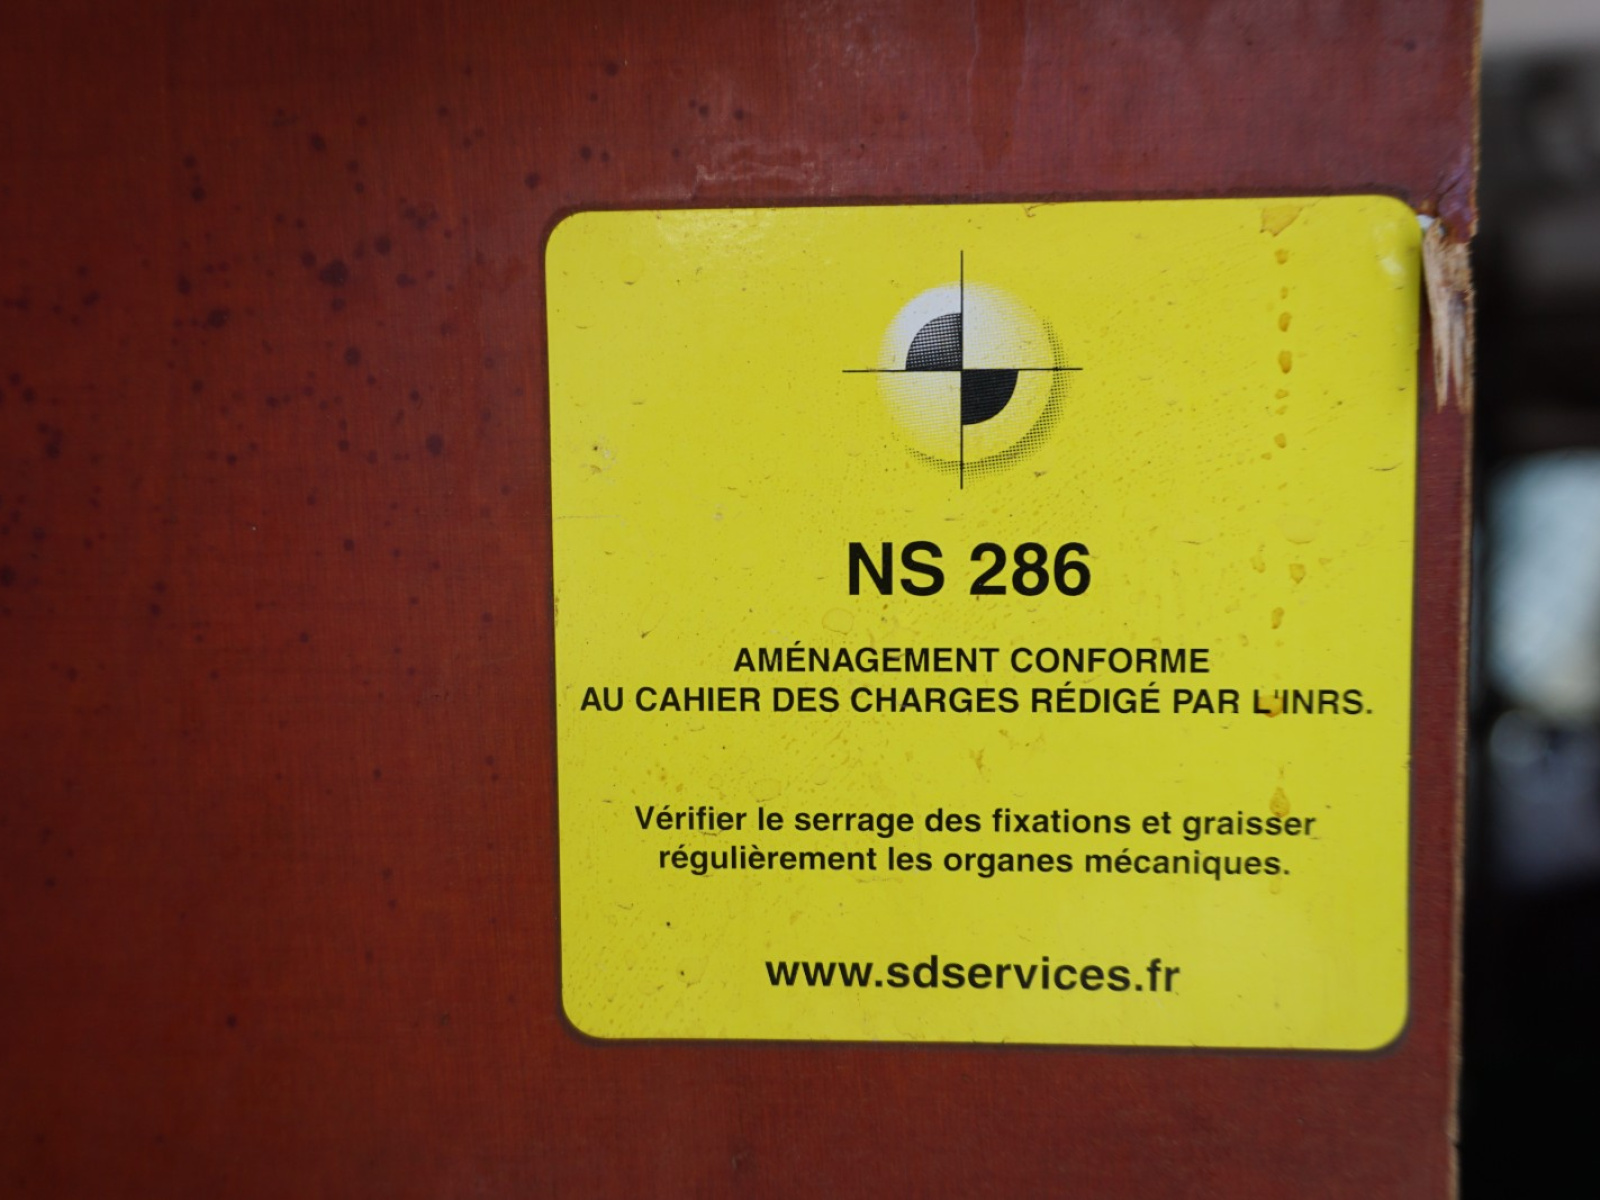 NS 286
AMÉNAGEMENT CONFORME
AU CAHIER DES CHARGES RÉDIGÉ PAR L'INRS.
Vérifier le serrage des fixations et graisser
régulièrement les organes mécaniques.
www.sdservices.fr